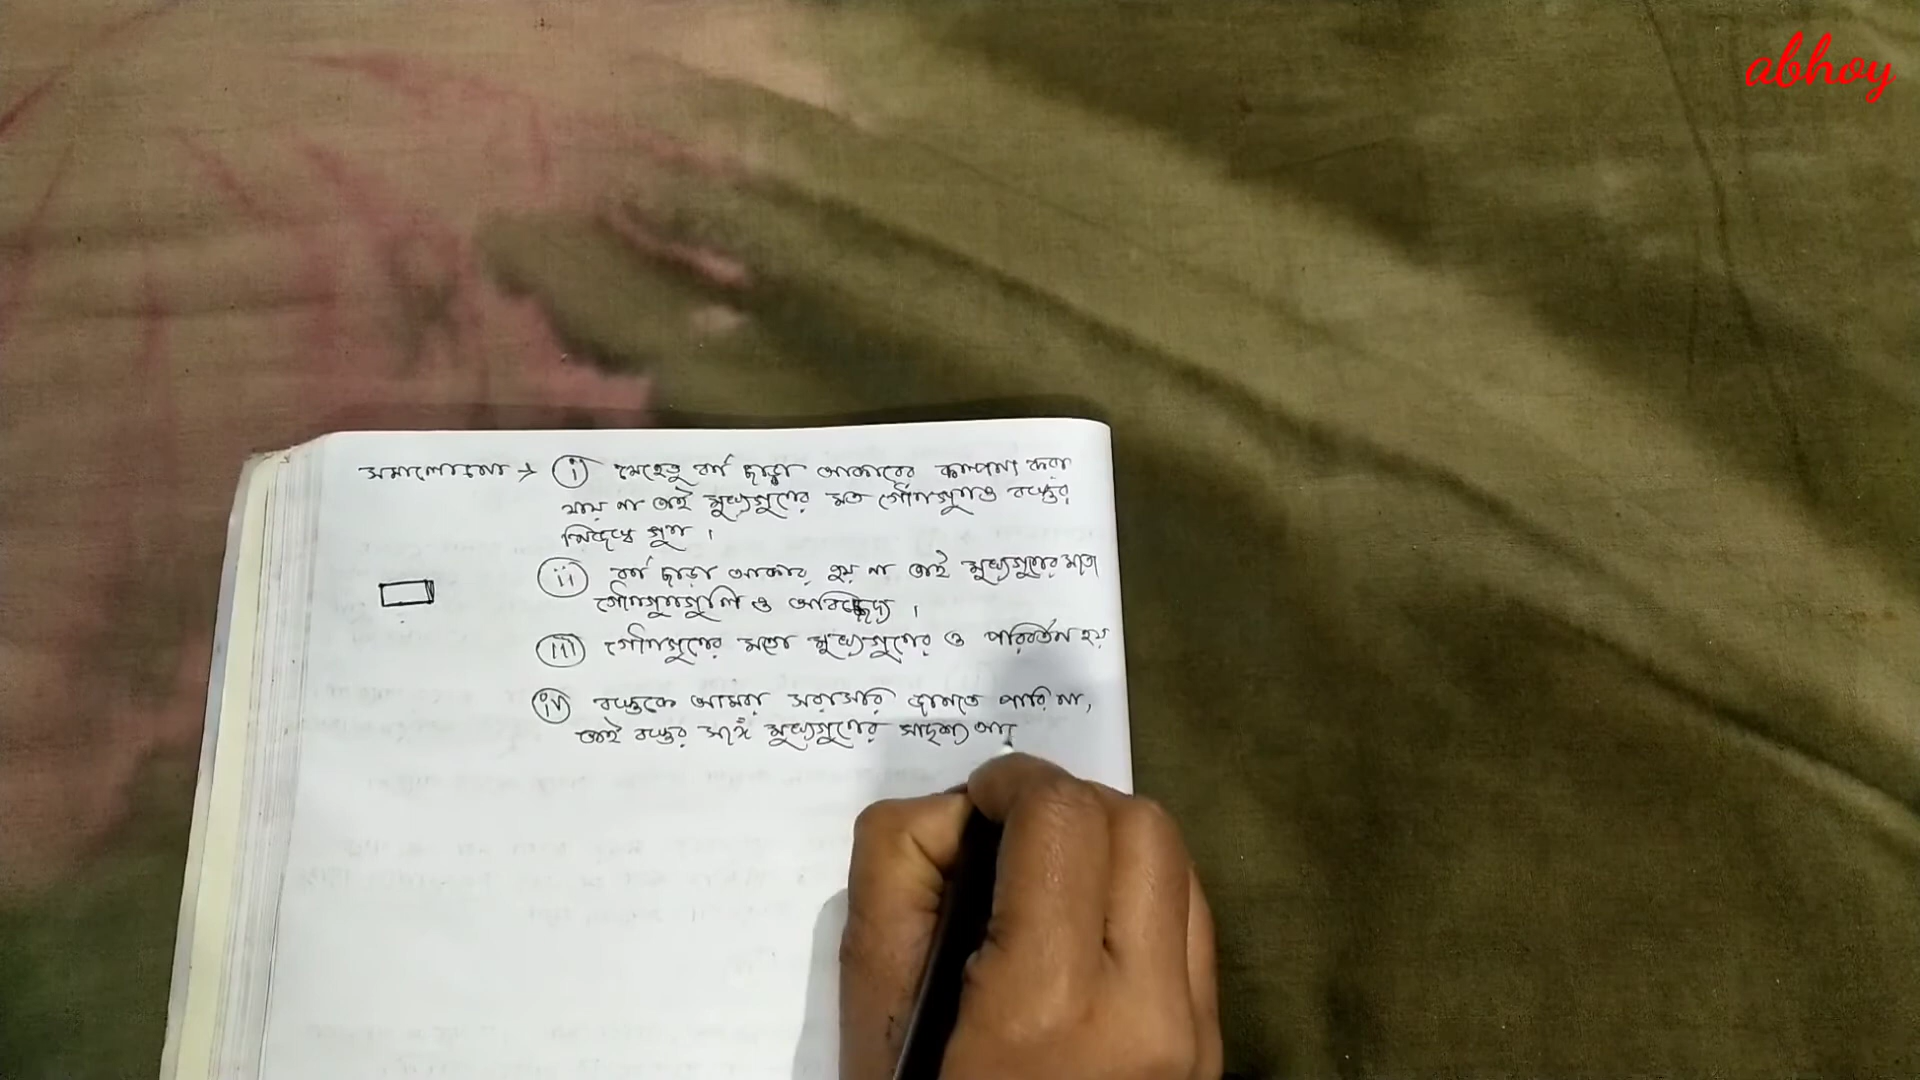 abhoy
সমালোচনা → (i) যেহেতু বর্ণ ছাড়া আকারের কল্পনা করা
যায় না তাই মুখ্যগুণের মত গৌণগুণও বস্তুর
নিজস্ব গুণ ।
(ii) বর্ণ ছাড়া আকার হয় না তাই মুখ্যগুণের মতো
গৌণগুণগুলি ও অবিচ্ছেদ্য ।
(iii) গৌণগুণের মতো মুখ্যগুণের ও পরিবর্তন হয়
(iv) বস্তুকে আমরা সরাসরি জানতে পারি না,
তাই বস্তুর সঙ্গে মুখ্যগুণের সাদৃশ্য আ